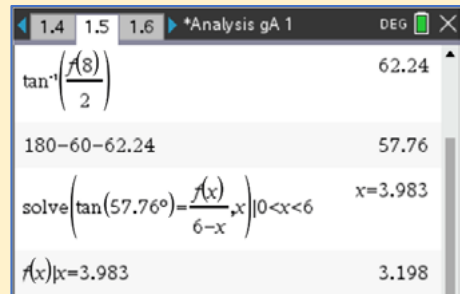 1.4 1.5 1.6 *Analysis gA 1 DEG
tan⁻¹(f(8)/2) 62.24
180−60−62.24 57.76
solve(tan(57.76°)=f(x)/(6−x),x)|0<x<6 x=3.983
f(x)|x=3.983 3.198